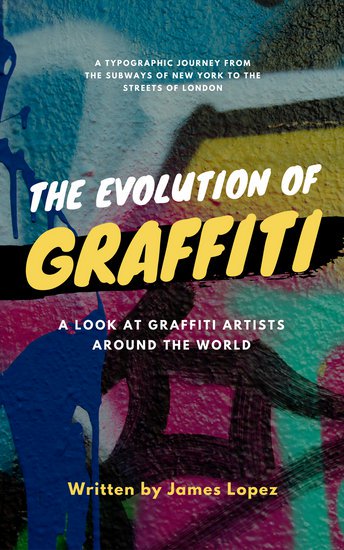 A TYPOGRAPHIC JOURNEY FROM
THE SUBWAYS OF NEW YORK TO THE
STREETS OF LONDON
THE EVOLUTION OF
GRAFFITI
A LOOK AT GRAFFITI ARTISTS
AROUND THE WORLD
Written by James Lopez